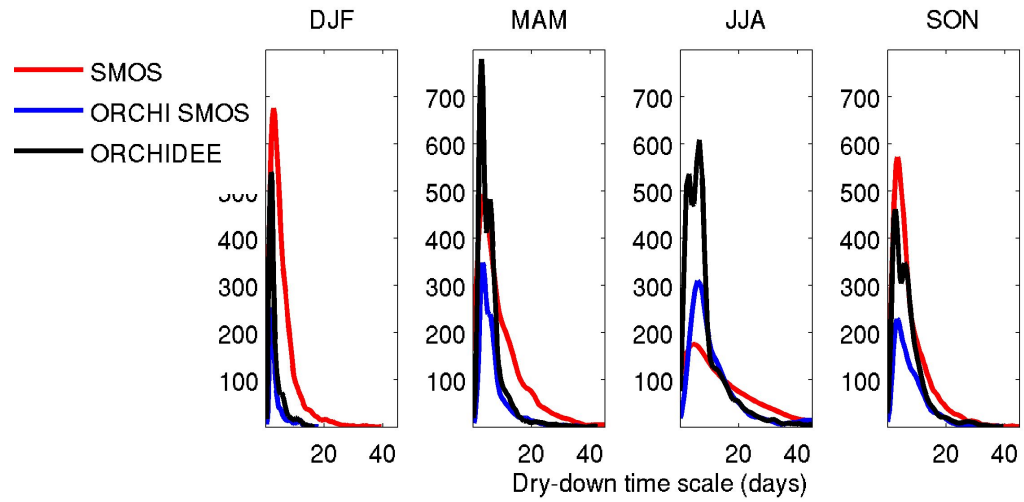 DJF MAM JJA SON
SMOS
ORCHI SMOS
ORCHIDEE
700 700 700
600 600 600
500 500 500
400 400 400 400
300 300 300 300
200 200 200 200
100 100 100 100
20 40 20 40 20 40 20 40
Dry-down time scale (days)